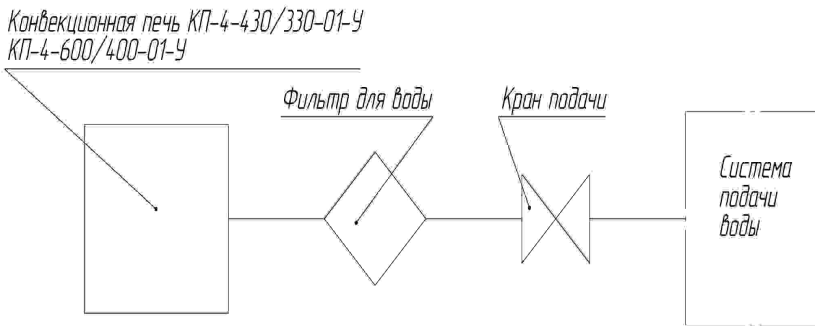 Конвекционная печь КП-4-430/330-01-У
КП-4-600/400-01-У
Фильтр для воды
Кран подачи
Система
подачи
воды